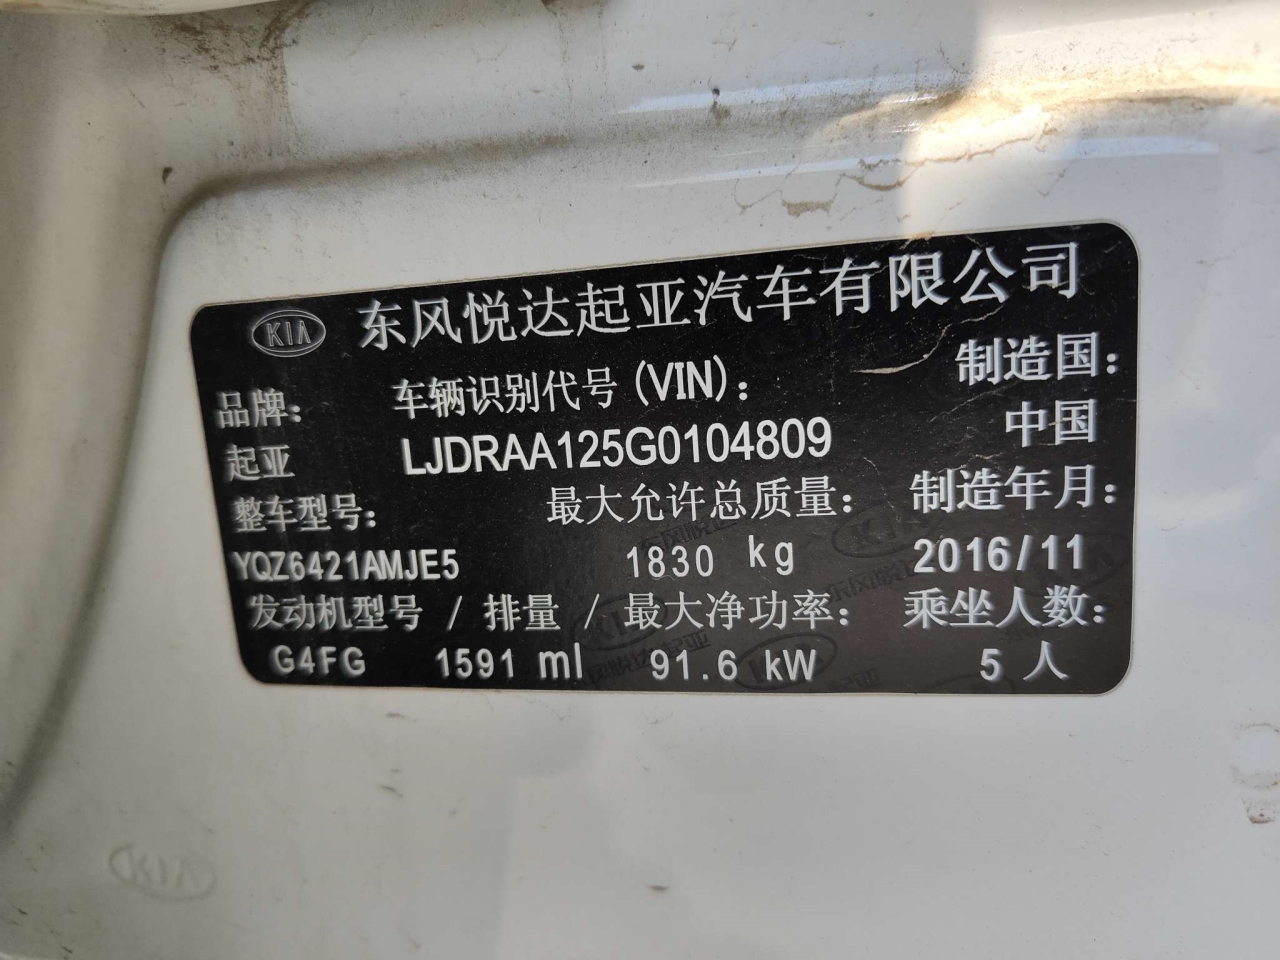 KIA 东风悦达起亚汽车有限公司
品牌： 车辆识别代号 (VIN)： 制造国：
起亚 LJDRAA125G0104809 中国
整车型号： 最大允许总质量： 制造年月：
YQZ6421AMJE5 1830 kg 2016/11
发动机型号 / 排量 / 最大净功率： 乘坐人数：
G4FG 1591 ml 91.6 kW 5 人
KIA